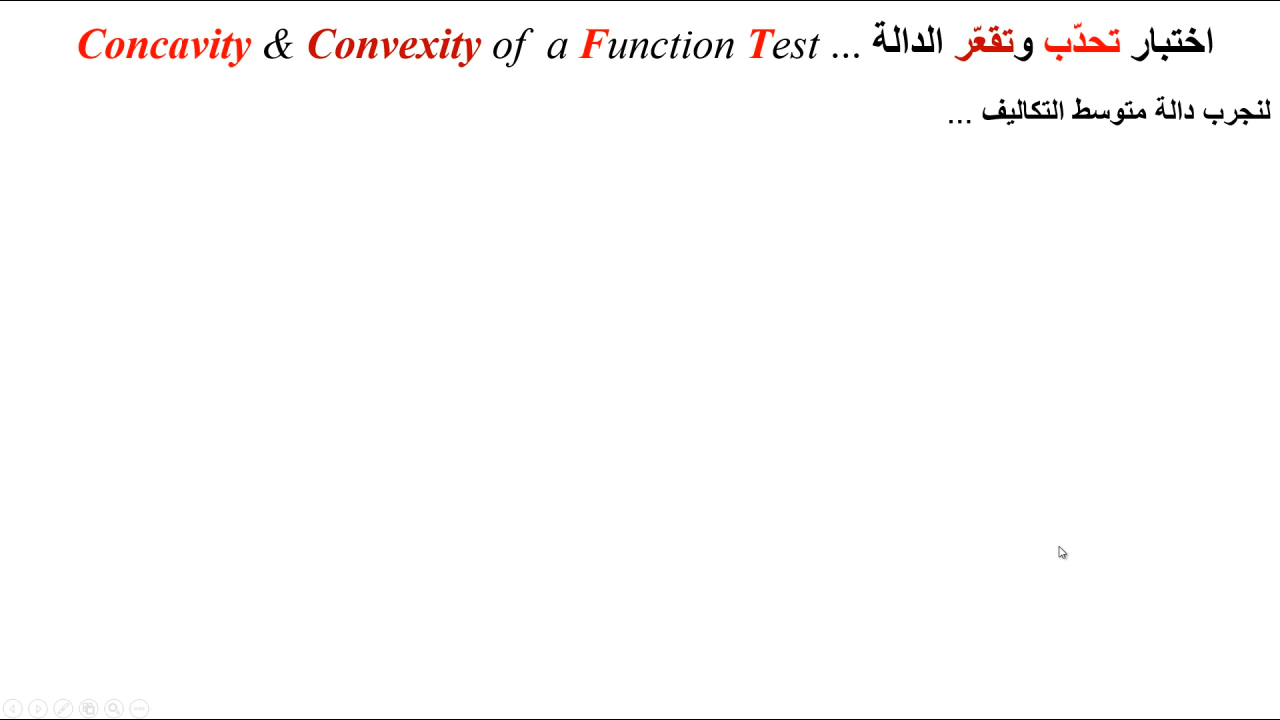 اختبار تحدّب وتقعّر الدالة ... Concavity & Convexity of a Function Test
لنجرب دالة متوسط التكاليف ...